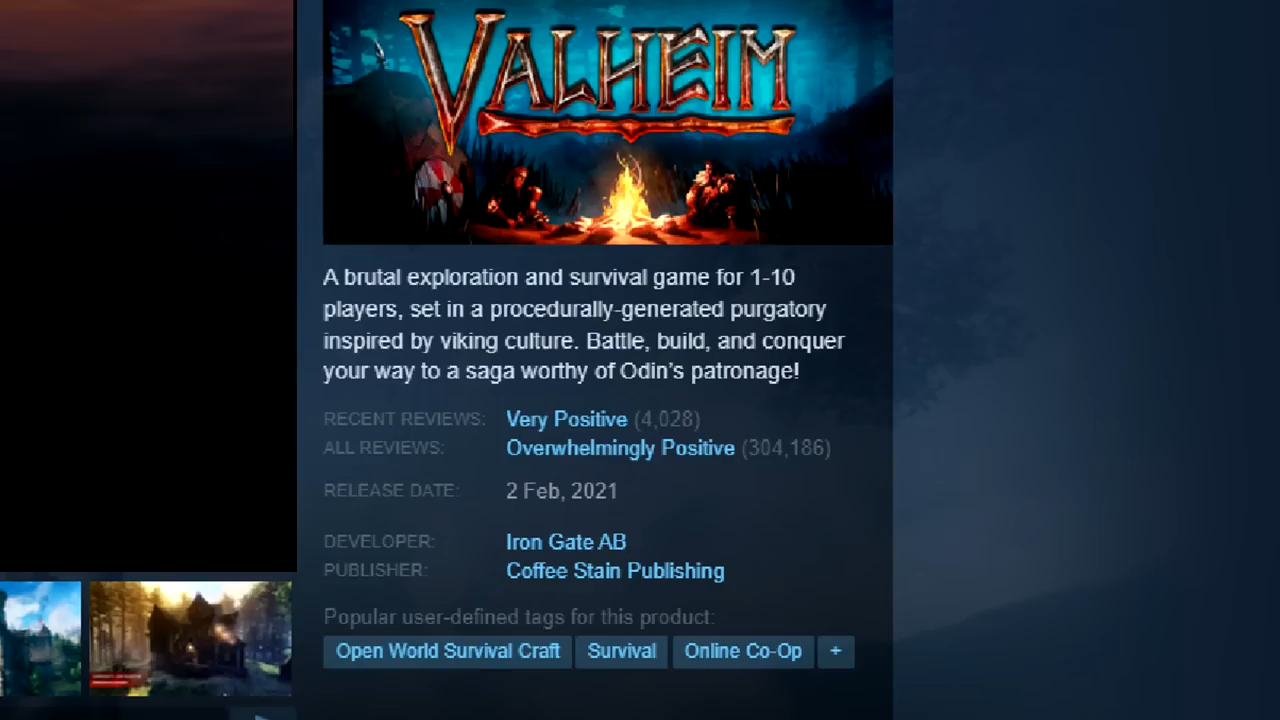 VALHEIM
A brutal exploration and survival game for 1-10
players, set in a procedurally-generated purgatory
inspired by viking culture. Battle, build, and conquer
your way to a saga worthy of Odin's patronage!
RECENT REVIEWS: Very Positive (4,028)
ALL REVIEWS: Overwhelmingly Positive (304,186)
RELEASE DATE: 2 Feb, 2021
DEVELOPER: Iron Gate AB
PUBLISHER: Coffee Stain Publishing
Popular user-defined tags for this product:
Open World Survival Craft Survival Online Co-Op +